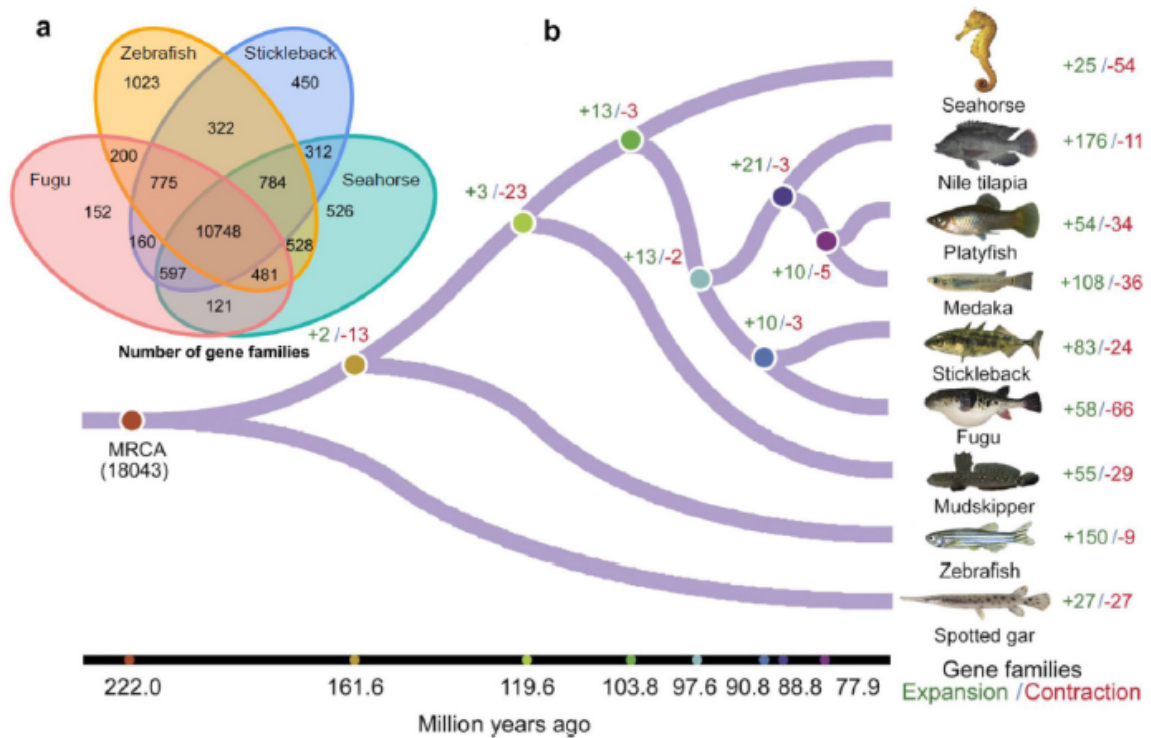 a
Zebrafish
1023
Stickleback
450
322
200
312
Fugu
775
784
Seahorse
152
526
160
10748
528
597
481
121
Number of gene families
b
MRCA
(18043)
+2 /-13
+3 /-23
+13/-3
+13/-2
+21 /-3
+10/-5
+10/-3
Seahorse
+25 /-54
Nile tilapia
+176 /-11
Platyfish
+54/-34
Medaka
+108/-36
Stickleback
+83/-24
Fugu
+58/-66
Mudskipper
+55/-29
Zebrafish
+150 /-9
Spotted gar
+27/-27
Gene families
Expansion /Contraction
222.0 161.6 119.6 103.8 97.6 90.8 88.8 77.9
Million years ago